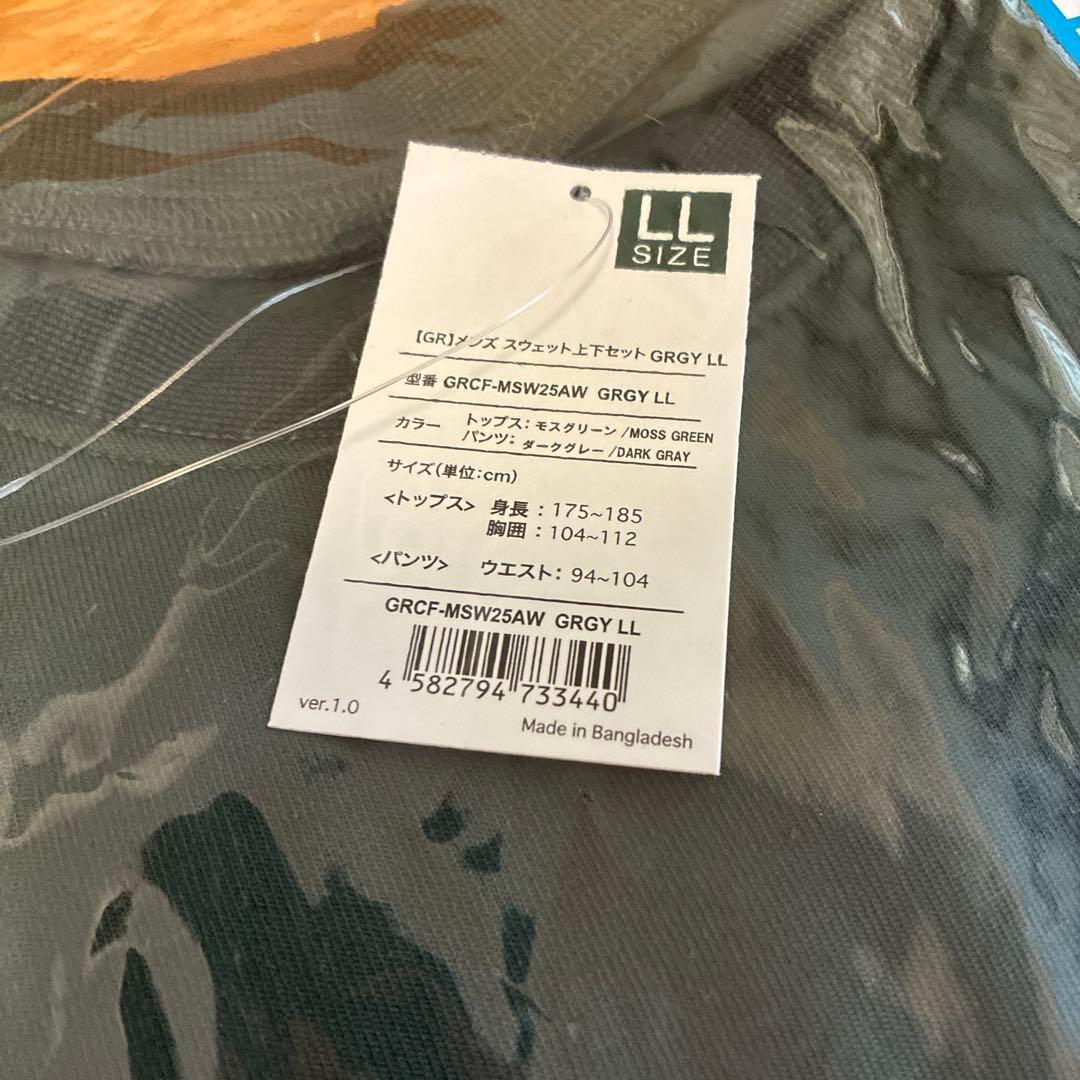 LL
SIZE
【GR】メンズ スウェット上下セット GRGY LL
型番 GRCF-MSW25AW GRGY LL
カラー トップス：モスグリーン/MOSS GREEN
パンツ：ダークグレー/DARK GRAY
サイズ(単位:cm)
<トップス> 身長：175~185
胸囲：104~112
<パンツ> ウエスト：94~104
GRCF-MSW25AW GRGY LL
4 582794 733440
ver.1.0
Made in Bangladesh